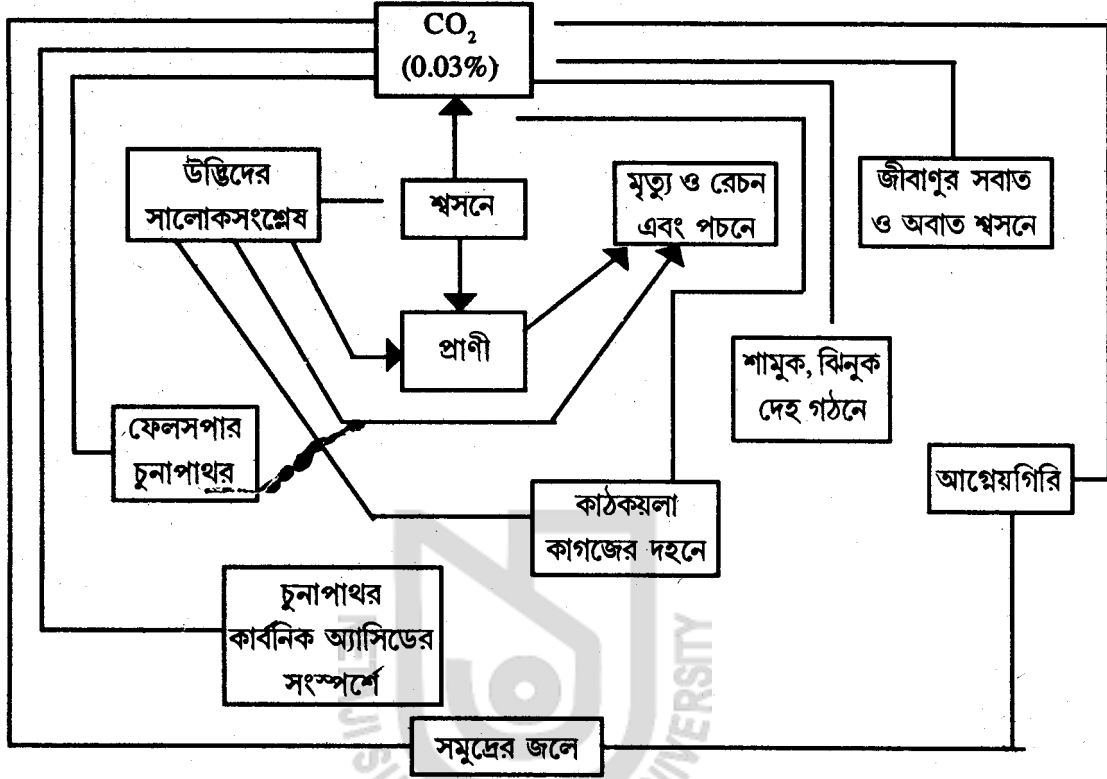 CO₂
(0.03%)
উদ্ভিদের
সালোকসংশ্লেষ
শ্বসনে
মৃত্যু ও রেচন
এবং পচনে
জীবাণুর সবাত
ও অবাত শ্বসনে
প্রাণী
শামুক, ঝিনুক
দেহ গঠনে
ফেলসপার
চুনাপাথর
আগ্নেয়গিরি
কাঠকয়লা
কাগজের দহনে
চুনাপাথর
কার্বনিক অ্যাসিডের
সংস্পর্শে
সমুদ্রের জলে